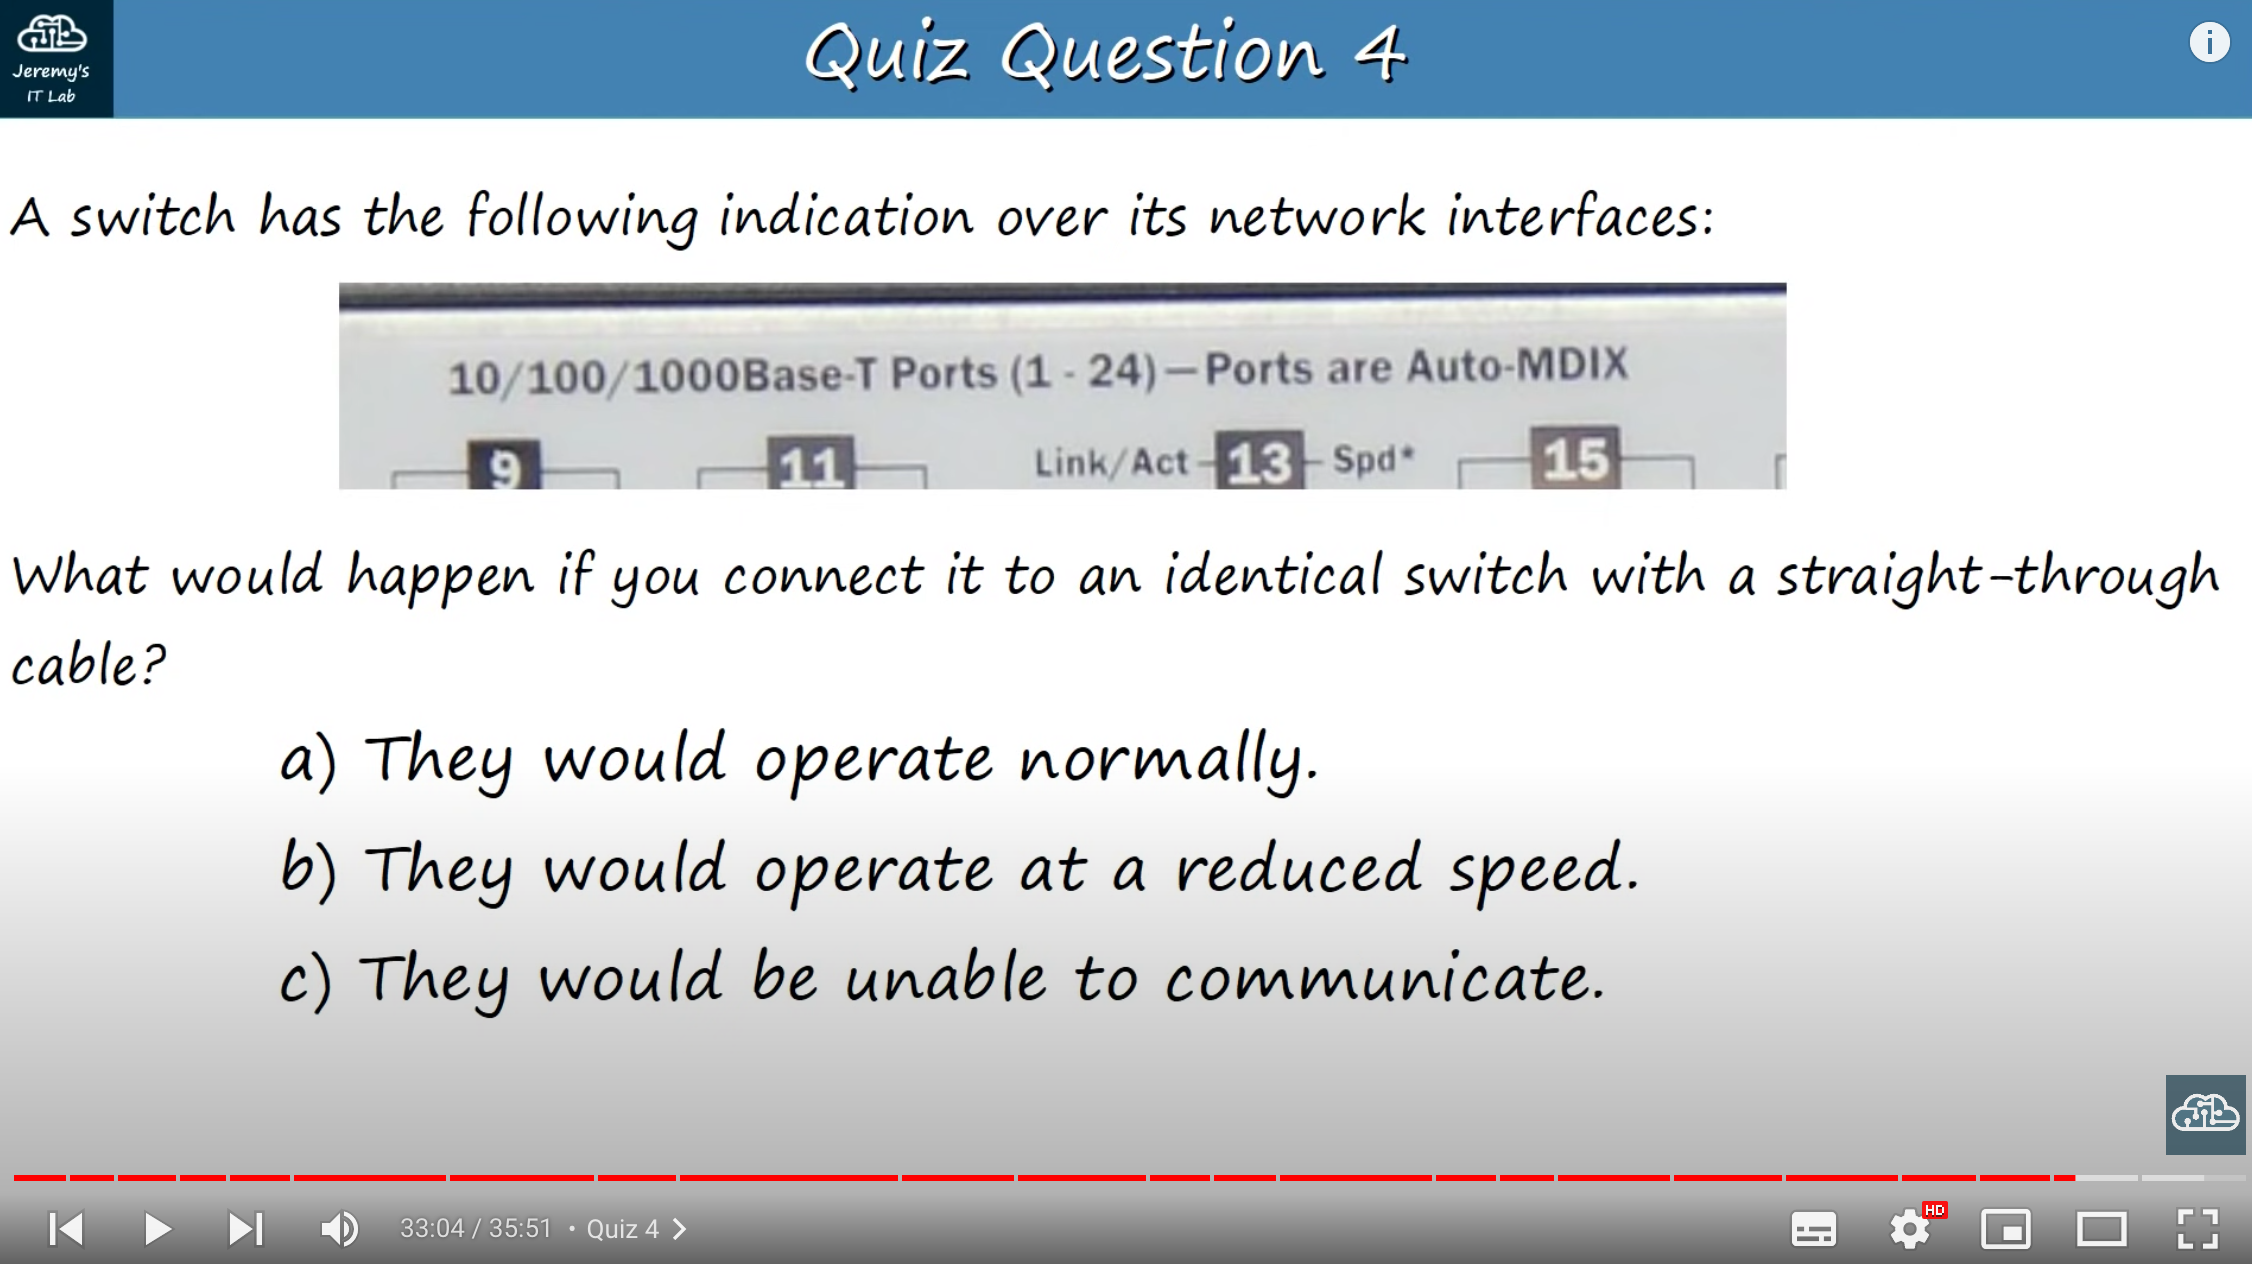 Jeremy's
IT Lab
Quiz Question 4
A switch has the following indication over its network interfaces:
10/100/1000Base-T Ports (1 - 24) — Ports are Auto-MDIX
9
11
Link/Act 13 Spd*
15
What would happen if you connect it to an identical switch with a straight-through
cable?
a) They would operate normally.
b) They would operate at a reduced speed.
c) They would be unable to communicate.
33:04 / 35:51 • Quiz 4
HD